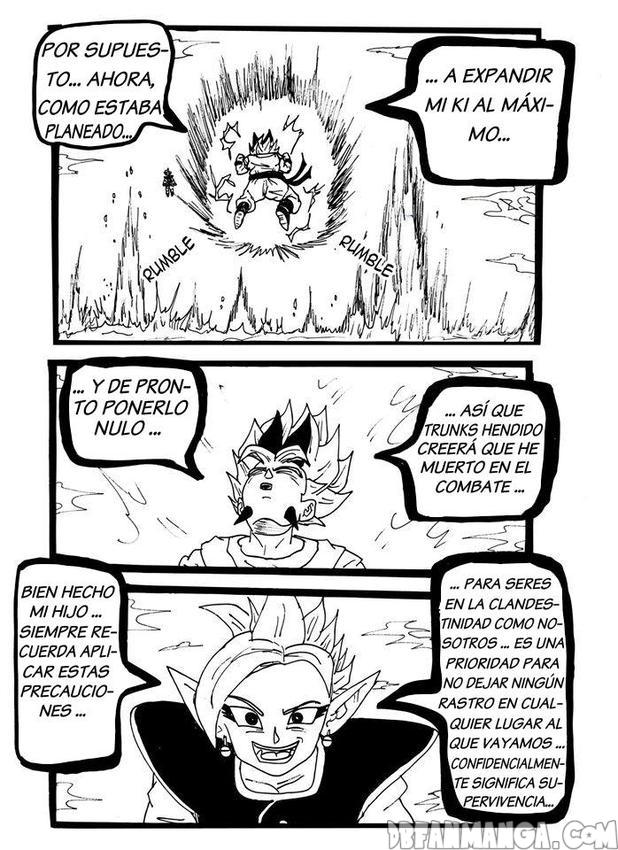 POR SUPUES-
TO... AHORA,
COMO ESTABA
PLANEADO...
... A EXPANDIR
MI KI AL MÁXI-
MO...
RUMBLE
RUMBLE
... Y DE PRON-
TO PONERLO
NULO ...
... ASÍ QUE
TRUNKS HENDIDO
CREERÁ QUE HE
MUERTO EN EL
COMBATE ...
BIEN HECHO
MI HIJO ...
SIEMPRE RE-
CUERDA APLI-
CAR ESTAS
PRECAUCIO-
NES ...
... PARA SERES
EN LA CLANDES-
TINIDAD COMO NO-
SOTROS ... ES UNA
PRIORIDAD PARA
NO DEJAR NINGÚN
RASTRO EN CUAL-
QUIER LUGAR AL
QUE VAYAMOS ...
CONFIDENCIALMEN-
TE SIGNIFICA SU-
PERVIVENCIA...
DBFANMANGA.COM